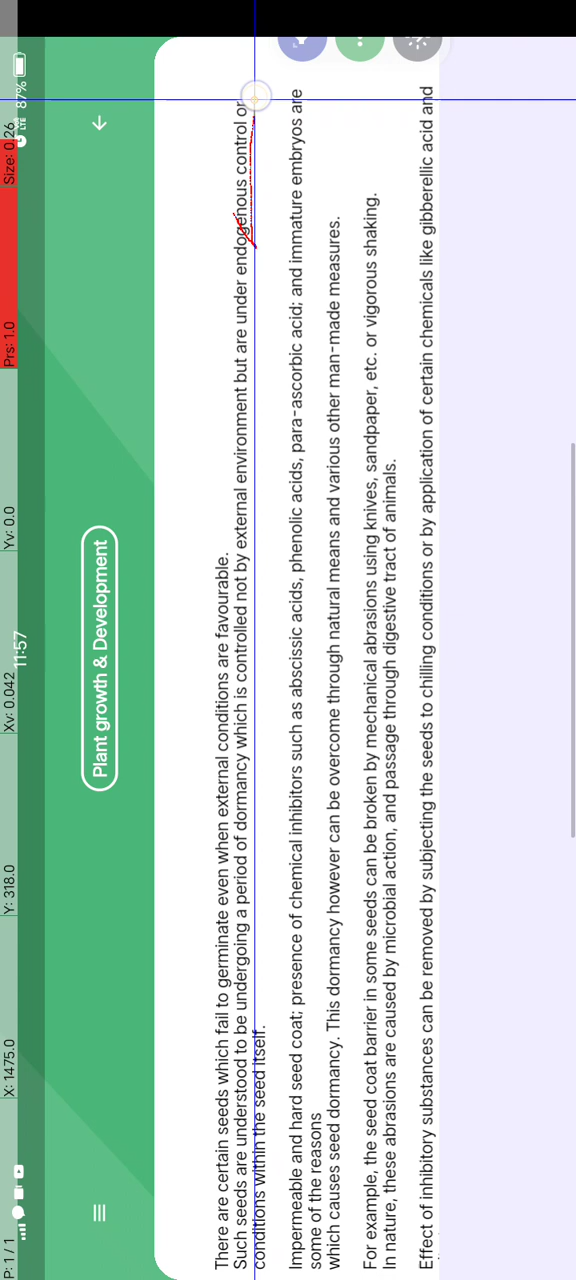 P: 1 / 1
X: 1475.0
Y: 318.0
Xv: 0.042
Yv: 0.0
Prs: 1.0
Size: 0.26
11:57
LTE
87%
Plant growth & Development
There are certain seeds which fail to germinate even when external conditions are favourable.
Such seeds are understood to be undergoing a period of dormancy which is controlled not by external environment but are under endogenous control or
conditions within the seed itself.
Impermeable and hard seed coat; presence of chemical inhibitors such as abscissic acids, phenolic acids, para-ascorbic acid; and immature embryos are
some of the reasons
which causes seed dormancy. This dormancy however can be overcome through natural means and various other man-made measures.
For example, the seed coat barrier in some seeds can be broken by mechanical abrasions using knives, sandpaper, etc. or vigorous shaking.
In nature, these abrasions are caused by microbial action, and passage through digestive tract of animals.
Effect of inhibitory substances can be removed by subjecting the seeds to chilling conditions or by application of certain chemicals like gibberellic acid and